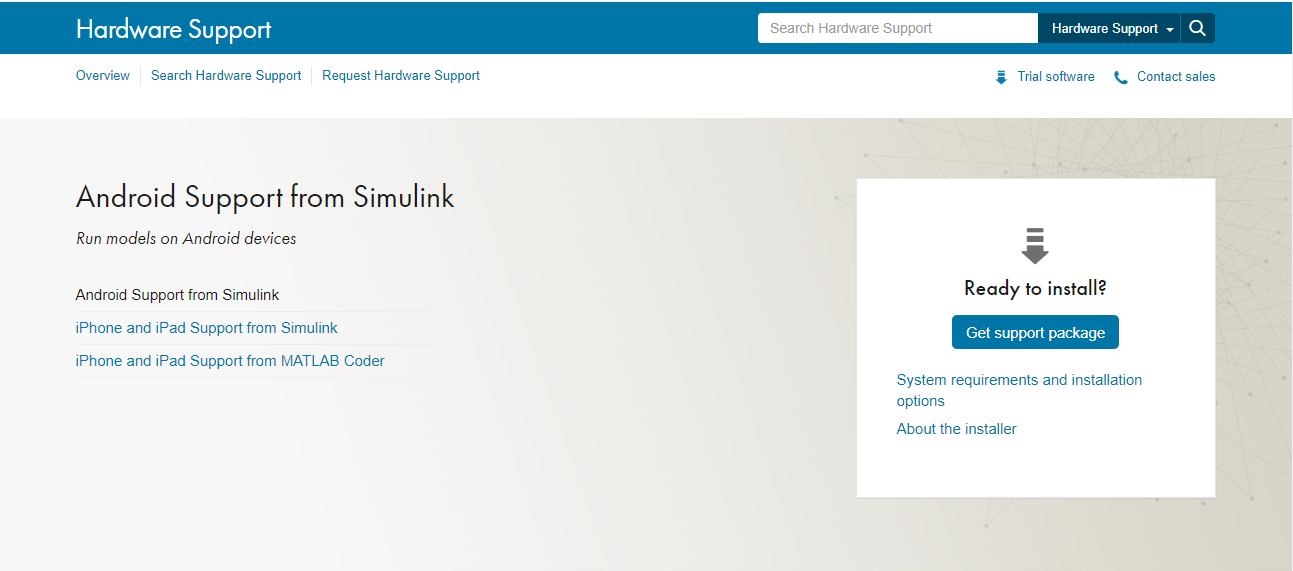 Hardware Support
Search Hardware Support
Hardware Support
Overview
Search Hardware Support
Request Hardware Support
Trial software
Contact sales
Android Support from Simulink
Run models on Android devices
Android Support from Simulink
iPhone and iPad Support from Simulink
iPhone and iPad Support from MATLAB Coder
Ready to install?
Get support package
System requirements and installation
options
About the installer